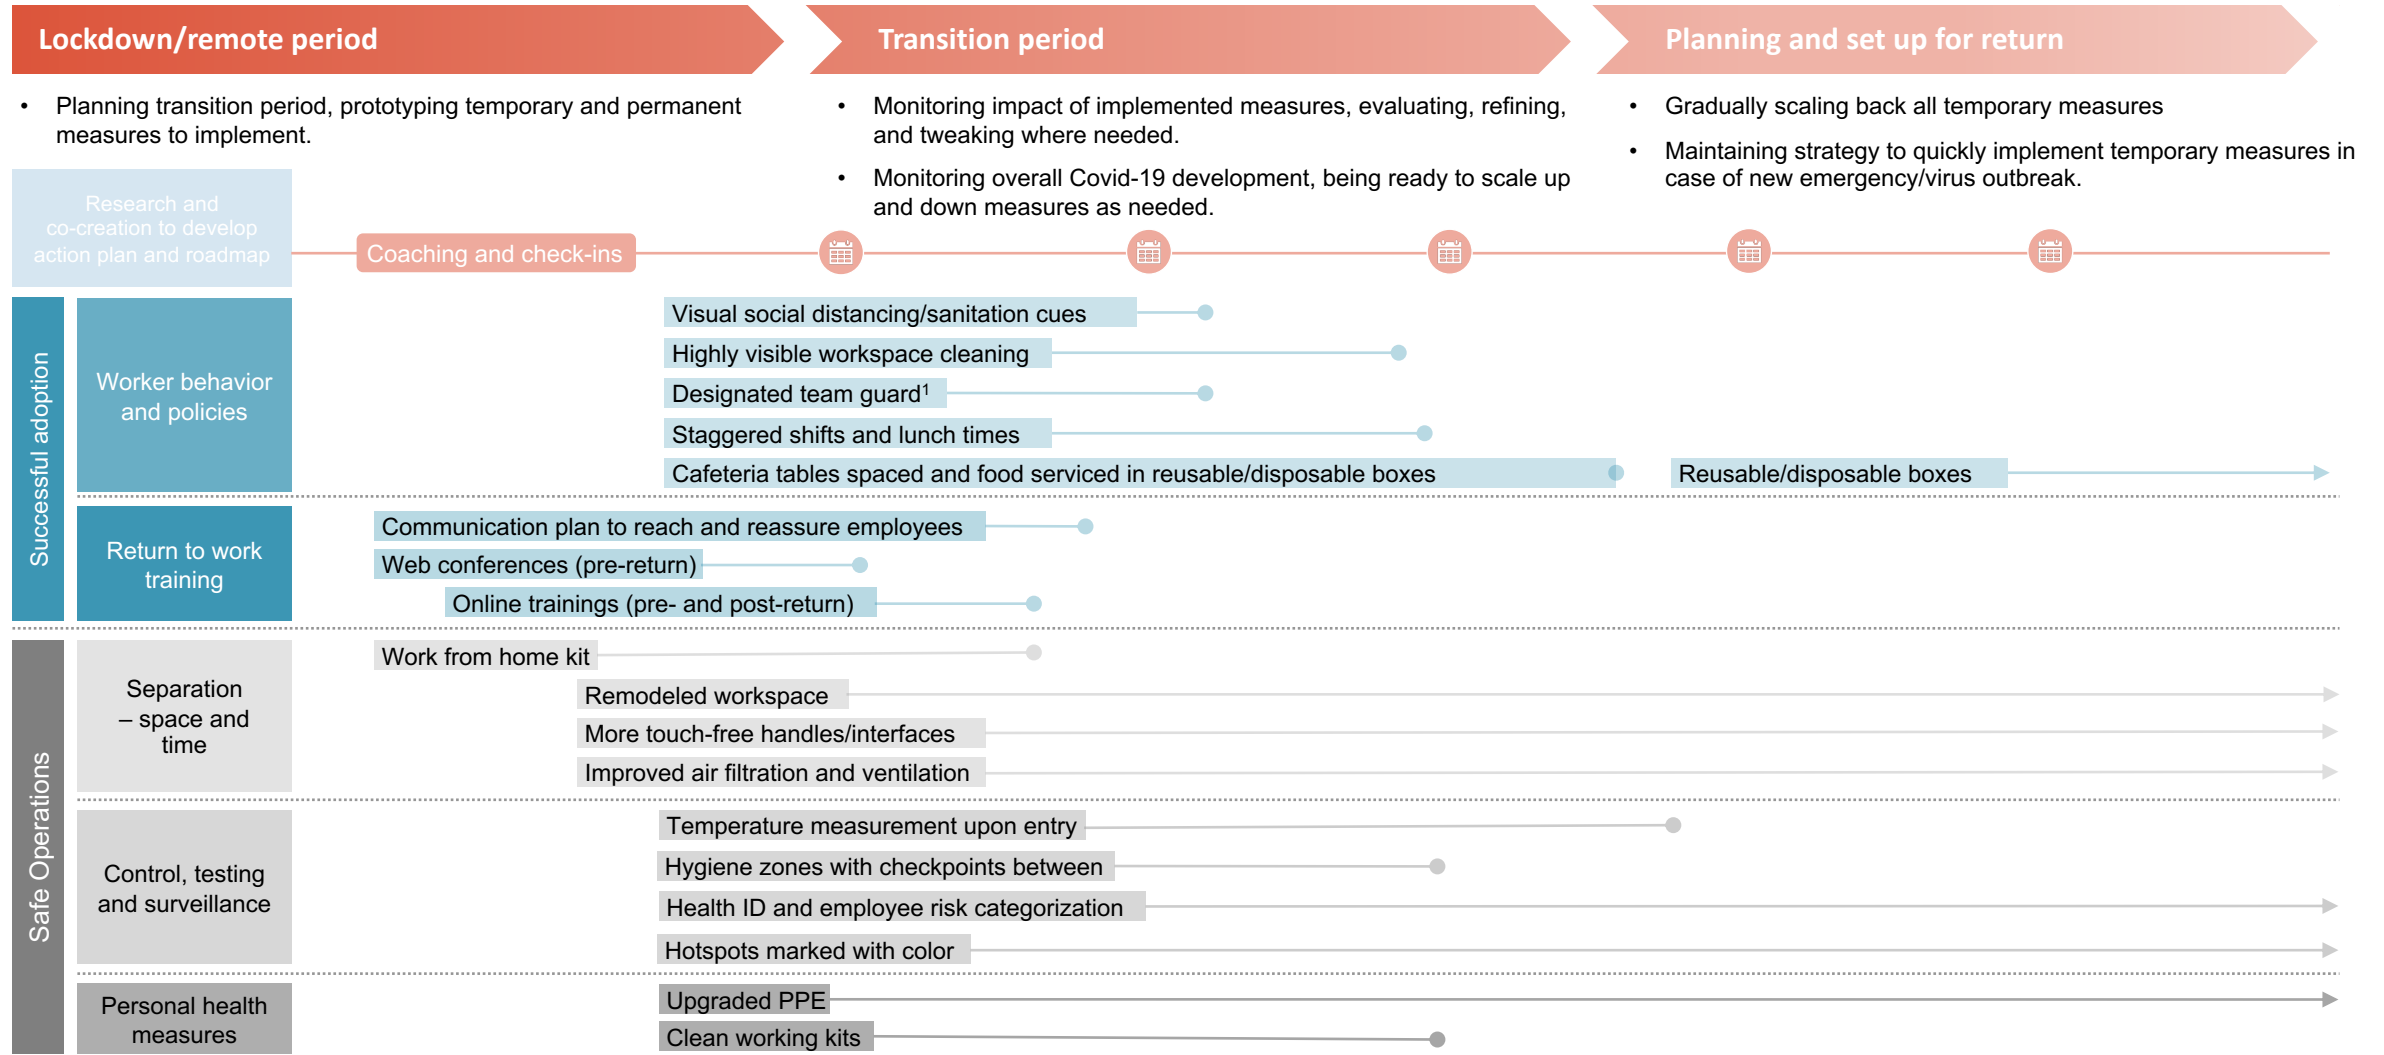 Lockdown/remote period
Transition period
Planning and set up for return
• Planning transition period, prototyping temporary and permanent
measures to implement.
• Monitoring impact of implemented measures, evaluating, refining,
and tweaking where needed.
• Monitoring overall Covid-19 development, being ready to scale up
and down measures as needed.
• Gradually scaling back all temporary measures
• Maintaining strategy to quickly implement temporary measures in
case of new emergency/virus outbreak.
Research and
co-creation to develop
action plan and roadmap
Coaching and check-ins
Successful adoption
Worker behavior
and policies
Visual social distancing/sanitation cues
Highly visible workspace cleaning
Designated team guard¹
Staggered shifts and lunch times
Cafeteria tables spaced and food serviced in reusable/disposable boxes
Reusable/disposable boxes
Return to work
training
Communication plan to reach and reassure employees
Web conferences (pre-return)
Online trainings (pre- and post-return)
Safe Operations
Separation
– space and
time
Work from home kit
Remodeled workspace
More touch-free handles/interfaces
Improved air filtration and ventilation
Control, testing
and surveillance
Temperature measurement upon entry
Hygiene zones with checkpoints between
Health ID and employee risk categorization
Hotspots marked with color
Personal health
measures
Upgraded PPE
Clean working kits